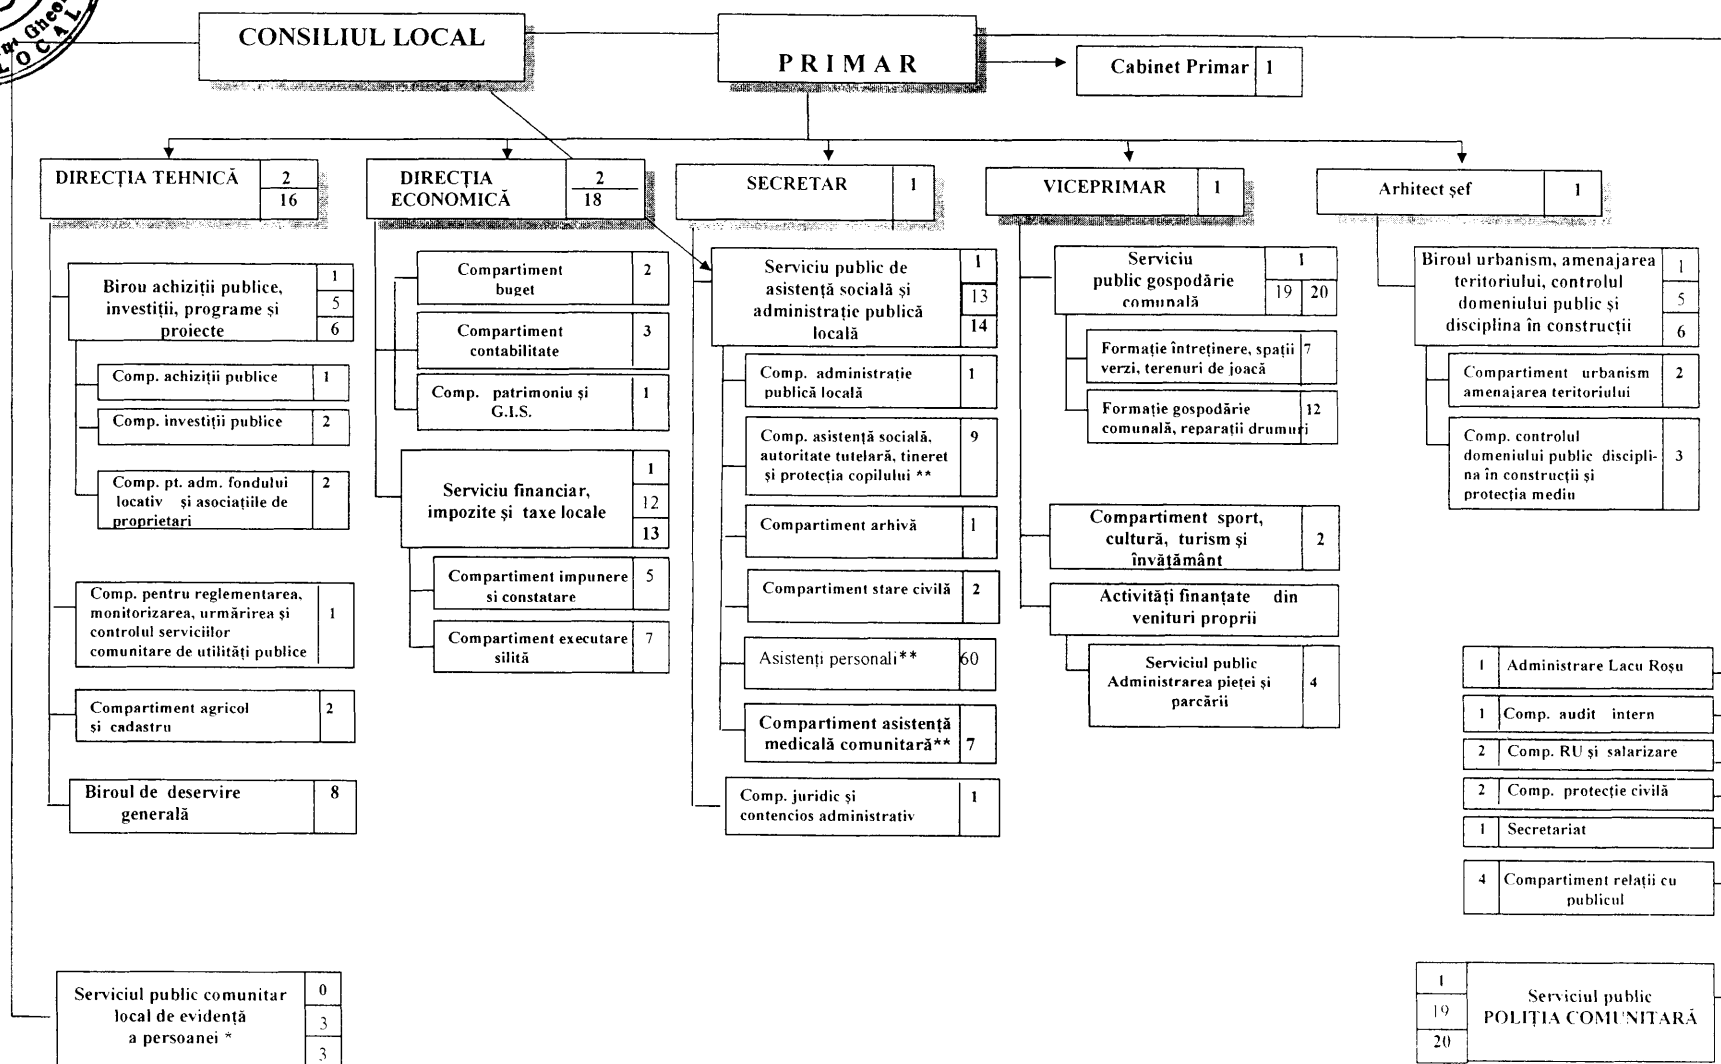 Gheor
LOCAL
CONSILIUL LOCAL
PRIMAR
Cabinet Primar 1
DIRECȚIA TEHNICĂ 2
16
DIRECȚIA 2
ECONOMICĂ 18
SECRETAR 1
VICEPRIMAR 1
Arhitect șef 1
Birou achiziții publice, 1
investiții, programe și 5
proiecte 6
Comp. achiziții publice 1
Comp. investiții publice 2
Comp. pt. adm. fondului 2
locativ și asociațiile de
proprietari
Comp. pentru reglementarea,
monitorizarea, urmărirea și 1
controlul serviciilor
comunitare de utilități publice
Compartiment agricol 2
și cadastru
Biroul de deservire 8
generală
Compartiment 2
buget
Compartiment 3
contabilitate
Comp. patrimoniu și 1
G.I.S.
1
Serviciu financiar, 12
impozite și taxe locale
13
Compartiment impunere 5
si constatare
Compartiment executare 7
silită
Serviciu public de 1
asistență socială și 13
administrație publică 14
locală
Comp. administrație 1
publică locală
Comp. asistență socială, 9
autoritate tutelară, tineret
și protecția copilului **
Compartiment arhivă 1
Compartiment stare civilă 2
Asistenți personali** 60
Compartiment asistență
medicală comunitară** 7
Comp. juridic și 1
contencios administrativ
Serviciu 1
public gospodărie 19 20
comunală
Formație întreținere, spații 7
verzi, terenuri de joacă
Formație gospodărie 12
comunală, reparații drumuri
Compartiment sport,
cultură, turism și 2
învățământ
Activități finanțate din
venituri proprii
Serviciul public
Administrarea pieței și 4
parcării
Biroul urbanism, amenajarea 1
teritoriului, controlul
domeniului public și 5
disciplina în construcții 6
Compartiment urbanism 2
amenajarea teritoriului
Comp. controlul
domeniului public discipli- 3
na în construcții și
protecția mediu
1 Administrare Lacu Roșu
1 Comp. audit intern
2 Comp. RU și salarizare
2 Comp. protecție civilă
1 Secretariat
4 Compartiment relații cu
publicul
Serviciul public comunitar 0
local de evidență 3
a persoanei *
3
1
19 Serviciul public
POLIȚIA COMUNITARĂ
20